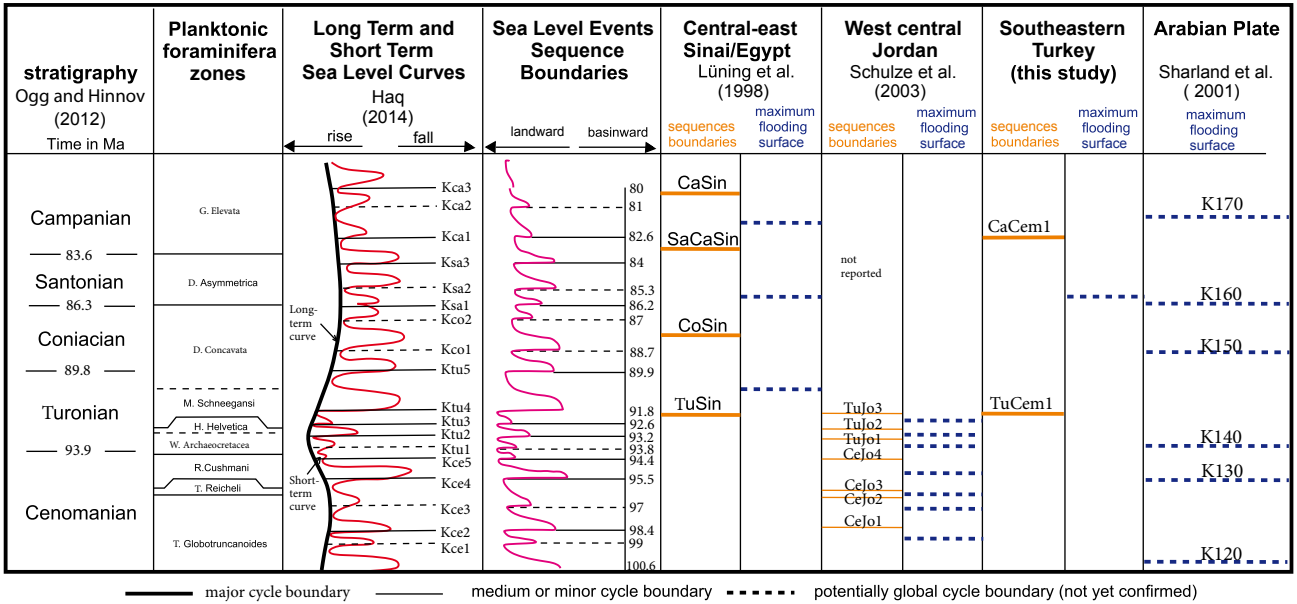 stratigraphy
Ogg and Hinnov
(2012)
Time in Ma
Planktonic
foraminifera
zones
Long Term and
Short Term
Sea Level Curves
Haq
(2014)
rise
fall
Sea Level Events
Sequence
Boundaries
landward
basinward
Central-east
Sinai/Egypt
Lüning et al.
(1998)
sequences
boundaries
maximum
flooding
surface
West central
Jordan
Schulze et al.
(2003)
sequences
boundaries
maximum
flooding
surface
Southeastern
Turkey
(this study)
sequences
boundaries
maximum
flooding
surface
Arabian Plate
Sharland et al.
( 2001)
maximum
flooding
surface
Campanian
83.6
Santonian
86.3
Coniacian
89.8
Turonian
93.9
Cenomanian
G. Elevata
D. Asymmetrica
D. Concavata
M. Schneegansi
H. Helvetica
W. Archaeocretacea
R.Cushmani
T. Reicheli
T. Globotruncanoides
Long-
term
curve
Short-
term
curve
Kca3
Kca2
Kca1
Ksa3
Ksa2
Ksa1
Kco2
Kco1
Ktu5
Ktu4
Ktu3
Ktu2
Ktu1
Kce5
Kce4
Kce3
Kce2
Kce1
80
81
82.6
84
85.3
86.2
87
88.7
89.9
91.8
92.6
93.2
93.8
94.4
95.5
97
98.4
99
100.6
CaSin
SaCaSin
CoSin
TuSin
not
reported
TuJo3
TuJo2
TuJo1
CeJo4
CeJo3
CeJo2
CeJo1
CaCem1
TuCem1
K170
K160
K150
K140
K130
K120
major cycle boundary
medium or minor cycle boundary
potentially global cycle boundary (not yet confirmed)